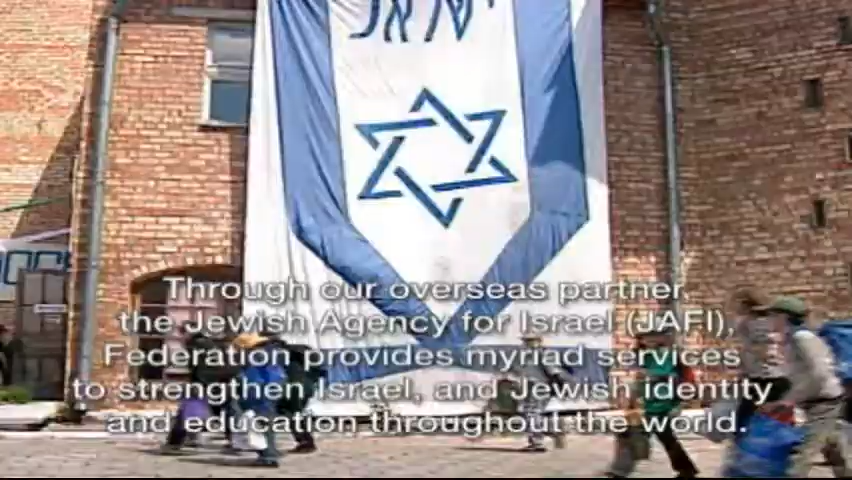 ישראל
Through our overseas partner,
the Jewish Agency for Israel (JAFI),
Federation provides myriad services
to strengthen Israel, and Jewish identity
and education throughout the world.